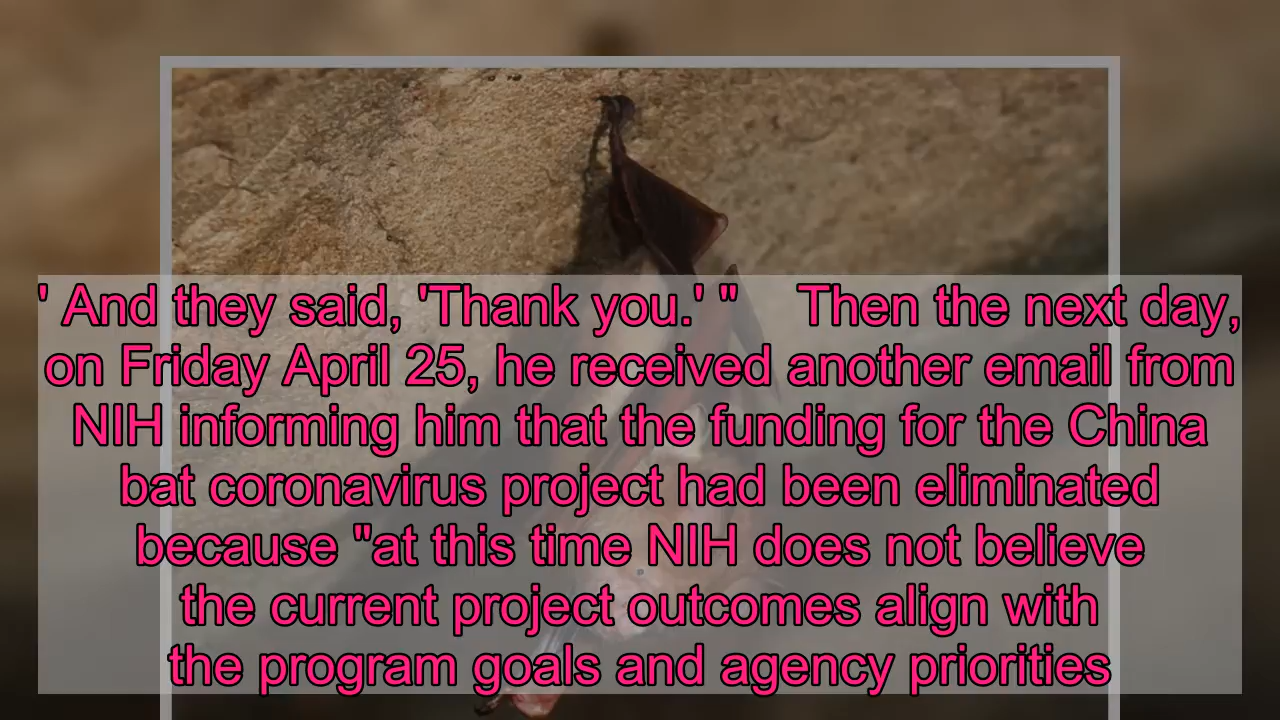 ' And they said, 'Thank you.' " Then the next day,
on Friday April 25, he received another email from
NIH informing him that the funding for the China
bat coronavirus project had been eliminated
because "at this time NIH does not believe
the current project outcomes align with
the program goals and agency priorities